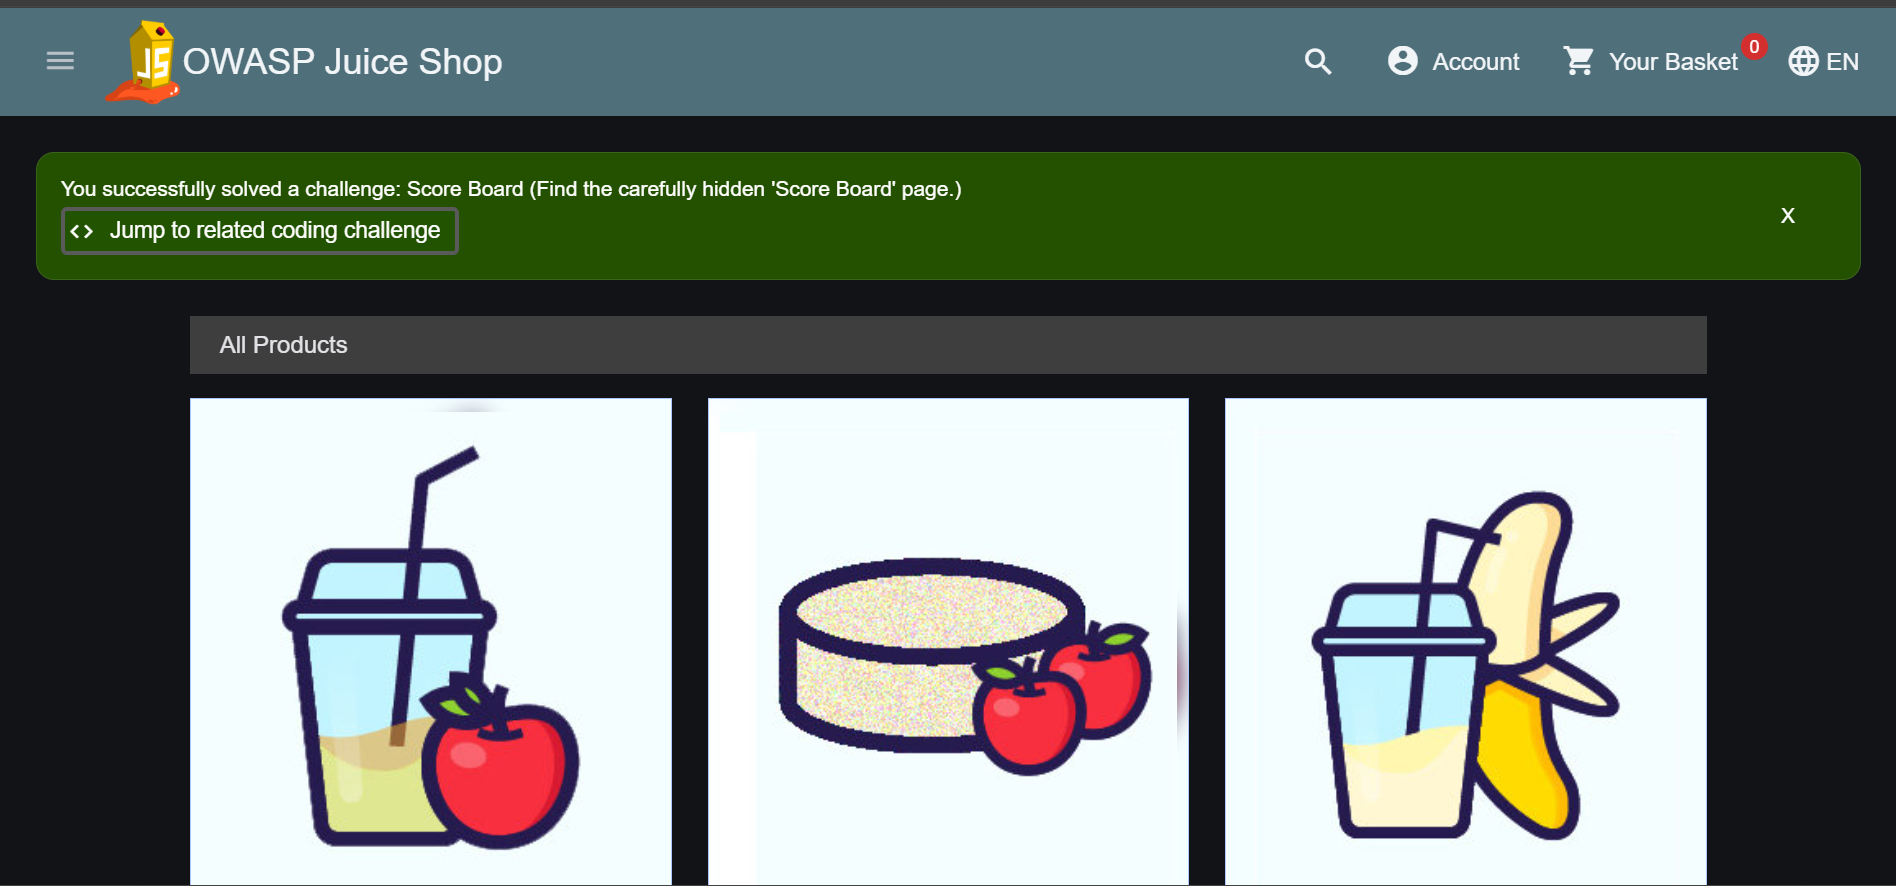 JS
OWASP Juice Shop
Account
Your Basket
0
EN
You successfully solved a challenge: Score Board (Find the carefully hidden 'Score Board' page.)
<> Jump to related coding challenge
X
All Products